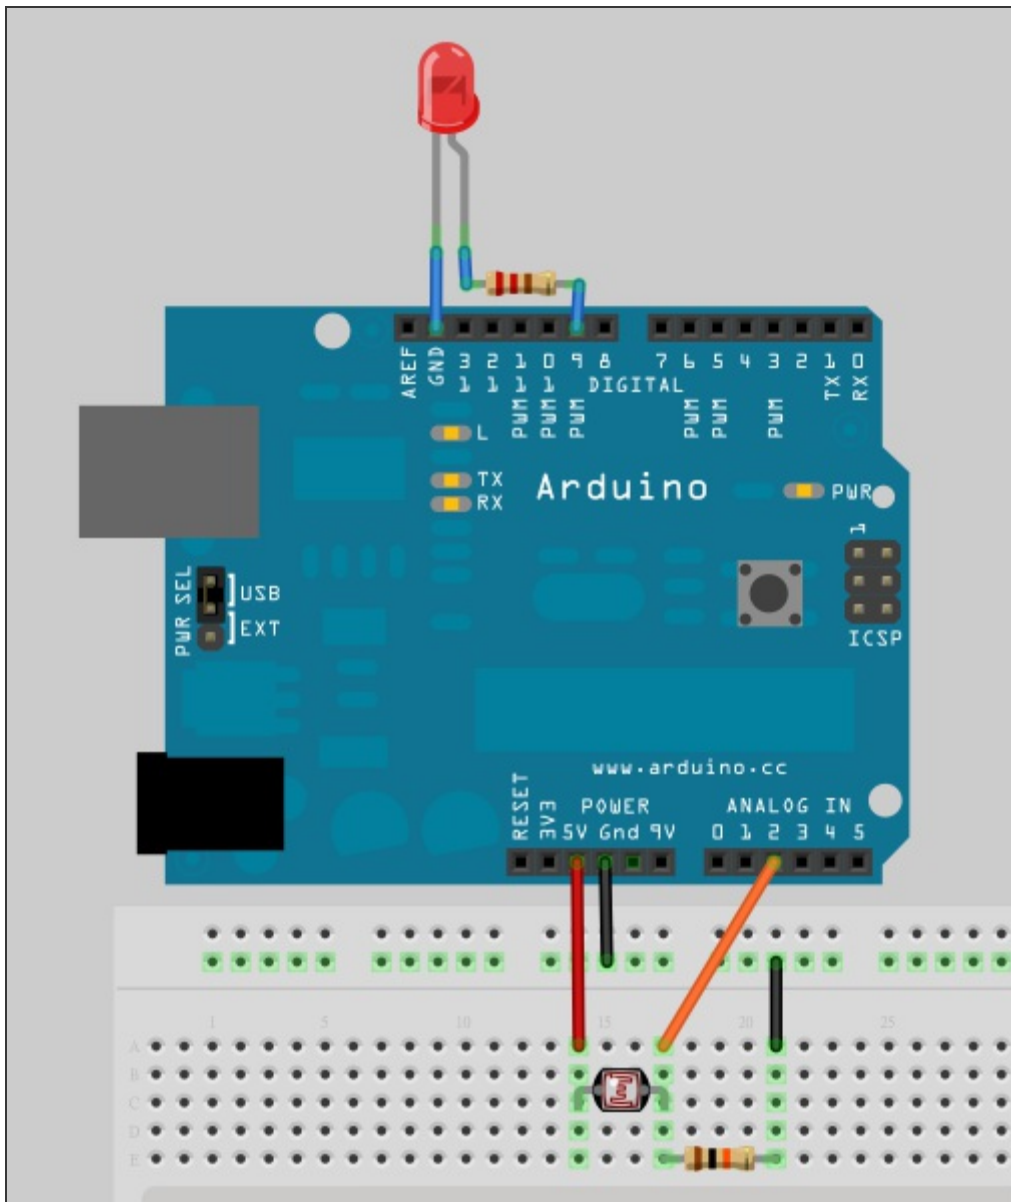 AREF GND 13 12 11 10 9 8 7 6 5 4 3 2 1 0
DIGITAL
PWM PWM PWM PWM PWM PWM TX RX
L
TX
RX
Arduino
PWR
1
ICSP
PWR SEL
USB
EXT
www.arduino.cc
RESET 3V3
POWER
5V Gnd 9V
ANALOG IN
0 1 2 3 4 5
1 5 10 15 20 25
A
B
C
D
E